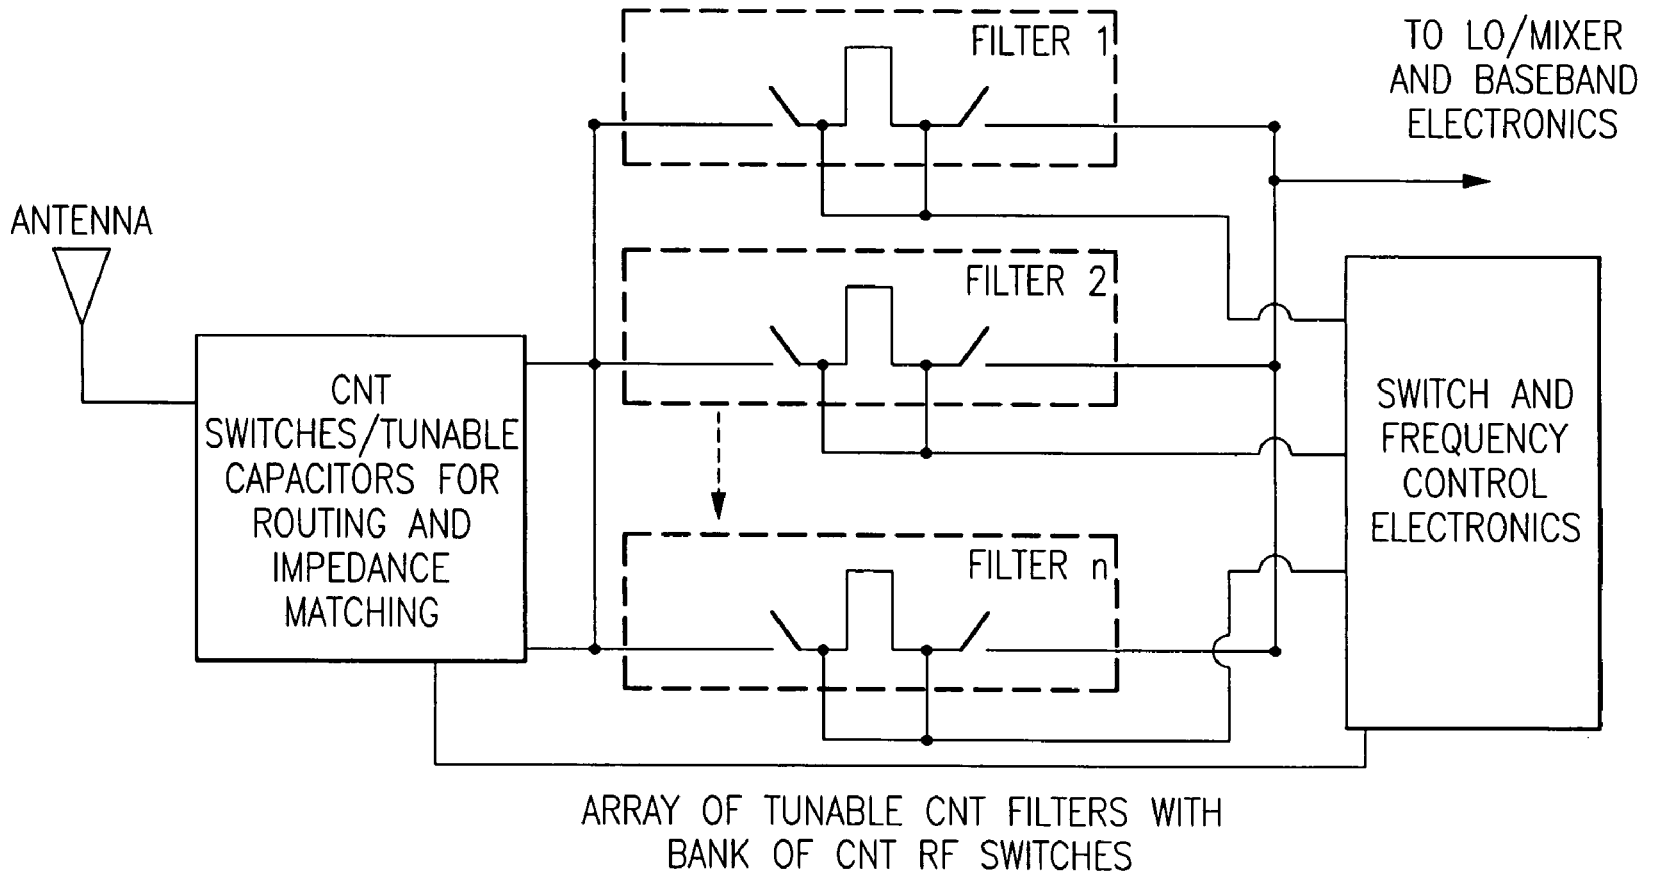 FILTER 1
TO LO/MIXER
AND BASEBAND
ELECTRONICS
ANTENNA
FILTER 2
CNT
SWITCHES/TUNABLE
CAPACITORS FOR
ROUTING AND
IMPEDANCE
MATCHING
SWITCH AND
FREQUENCY
CONTROL
ELECTRONICS
FILTER n
ARRAY OF TUNABLE CNT FILTERS WITH
BANK OF CNT RF SWITCHES